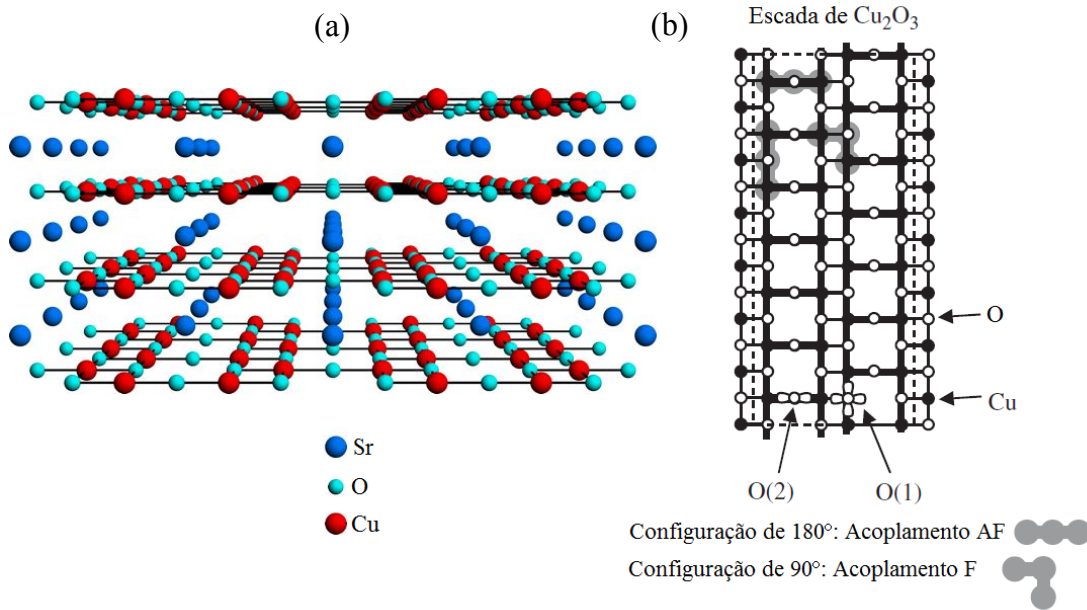 (a)
Sr
O
Cu
(b)
Escada de Cu₂O₃
O
Cu
O(2)
O(1)
Configuração de 180°: Acoplamento AF
Configuração de 90°: Acoplamento F